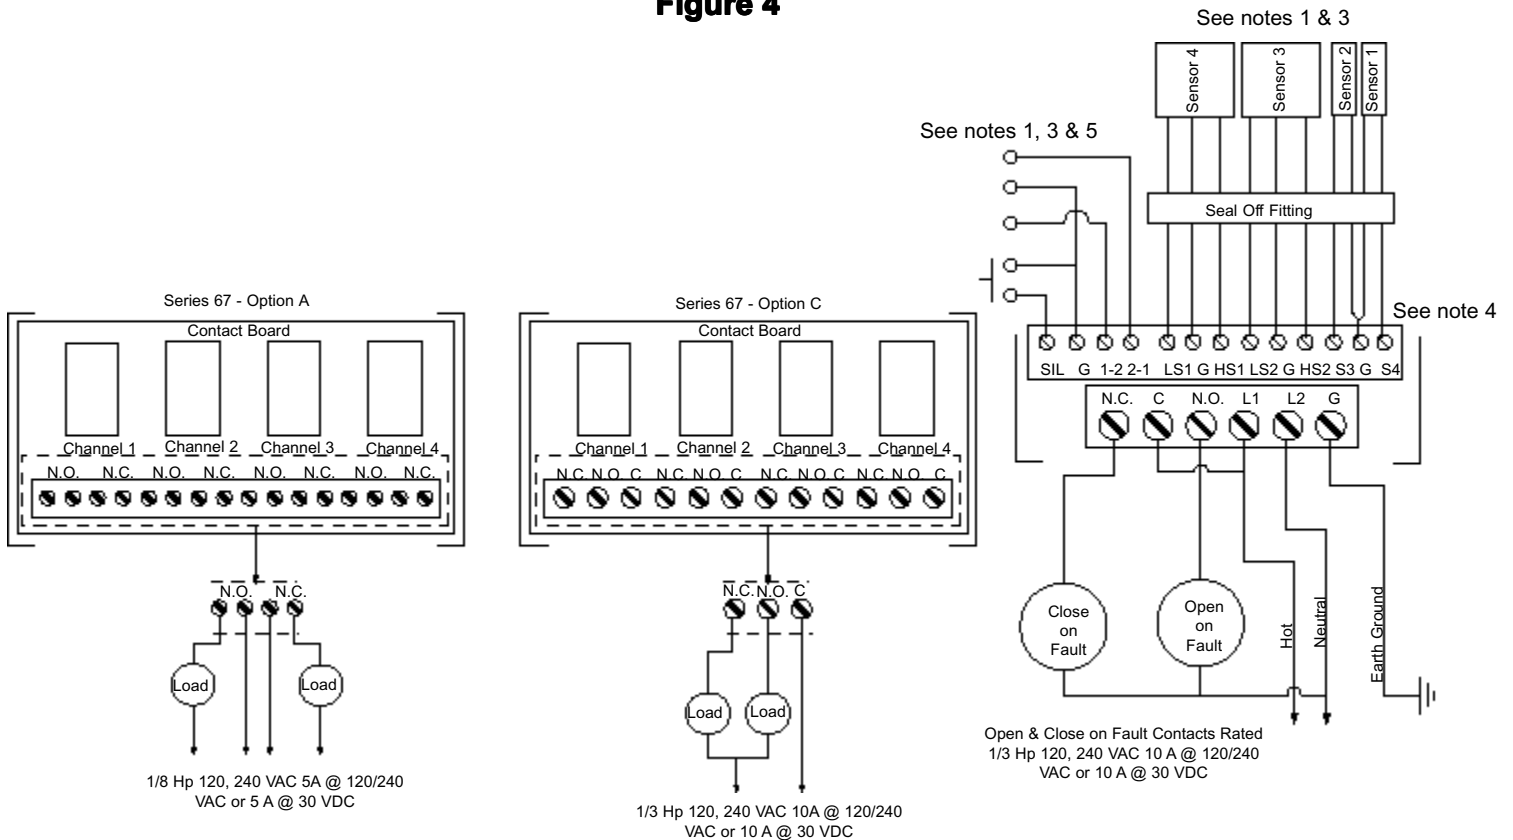 Figure 4
See notes 1 & 3
Sensor 4
Sensor 3
Sensor 2
Sensor 1
See notes 1, 3 & 5
Seal Off Fitting
See note 4
SIL G 1-2 2-1 LS1 G HS1 LS2 G HS2 S3 G S4
N.C. C N.O. L1 L2 G
Close
on
Fault
Open
on
Fault
Hot
Neutral
Earth Ground
Open & Close on Fault Contacts Rated
1/3 Hp 120, 240 VAC 10 A @ 120/240
VAC or 10 A @ 30 VDC
Series 67 - Option A
Contact Board
Channel 1 Channel 2 Channel 3 Channel 4
N.O. N.C. N.O. N.C. N.O. N.C. N.O. N.C.
N.O. N.C.
Load Load
1/8 Hp 120, 240 VAC 5A @ 120/240
VAC or 5 A @ 30 VDC
Series 67 - Option C
Contact Board
Channel 1 Channel 2 Channel 3 Channel 4
N.C. N.O. C N.C. N.O. C N.C. N.O. C N.C. N.O. C
N.C. N.O. C
Load Load
1/3 Hp 120, 240 VAC 10A @ 120/240
VAC or 10 A @ 30 VDC